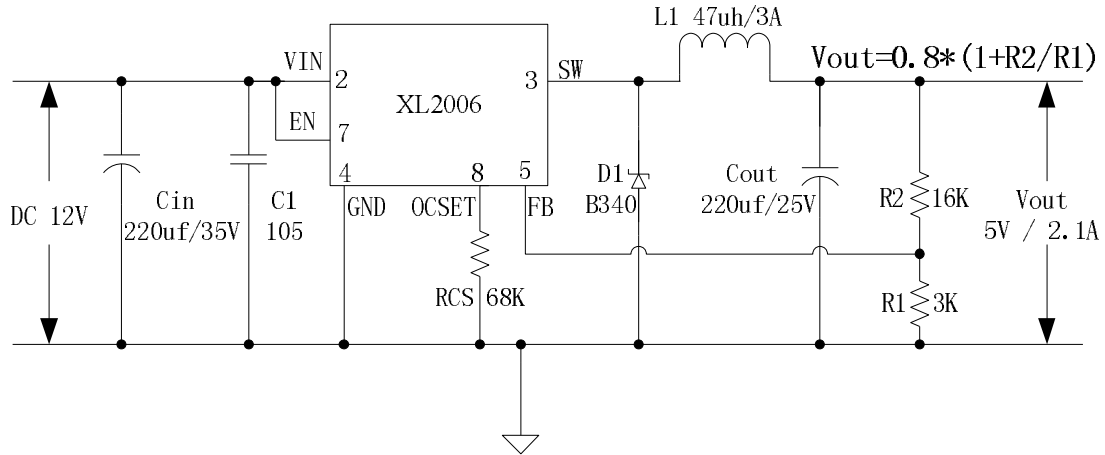 L1 47uh/3A
Vout=0.8*(1+R2/R1)
VIN
2
XL2006
3
SW
EN
7
4
8
5
GND
OCSET
FB
DC 12V
Cin
220uf/35V
C1
105
D1
B340
Cout
220uf/25V
R2 16K
Vout
5V / 2.1A
RCS 68K
R1 3K